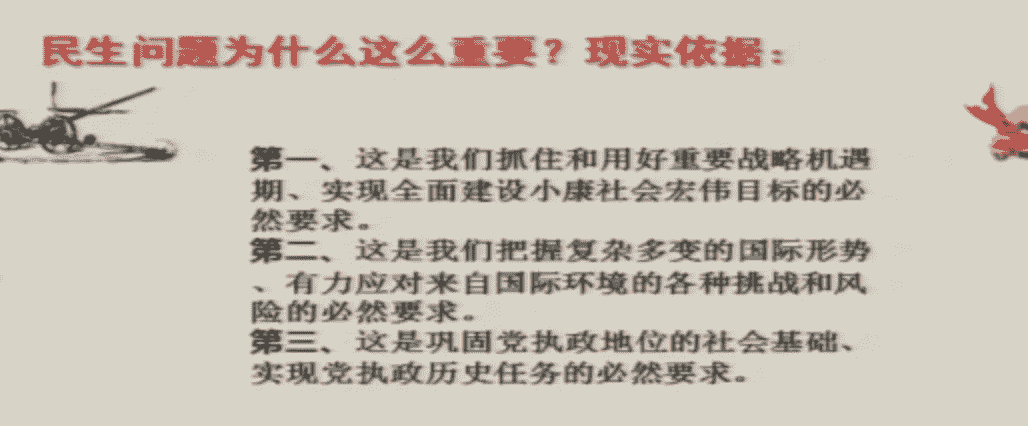 民生问题为什么这么重要？现实依据：
第一、这是我们抓住和用好重要战略机遇
期、实现全面建设小康社会宏伟目标的必
然要求。
第二、这是我们把握复杂多变的国际形势
、有力应对来自国际环境的各种挑战和风
险的必然要求。
第三、这是巩固党执政地位的社会基础、
实现党执政历史任务的必然要求。